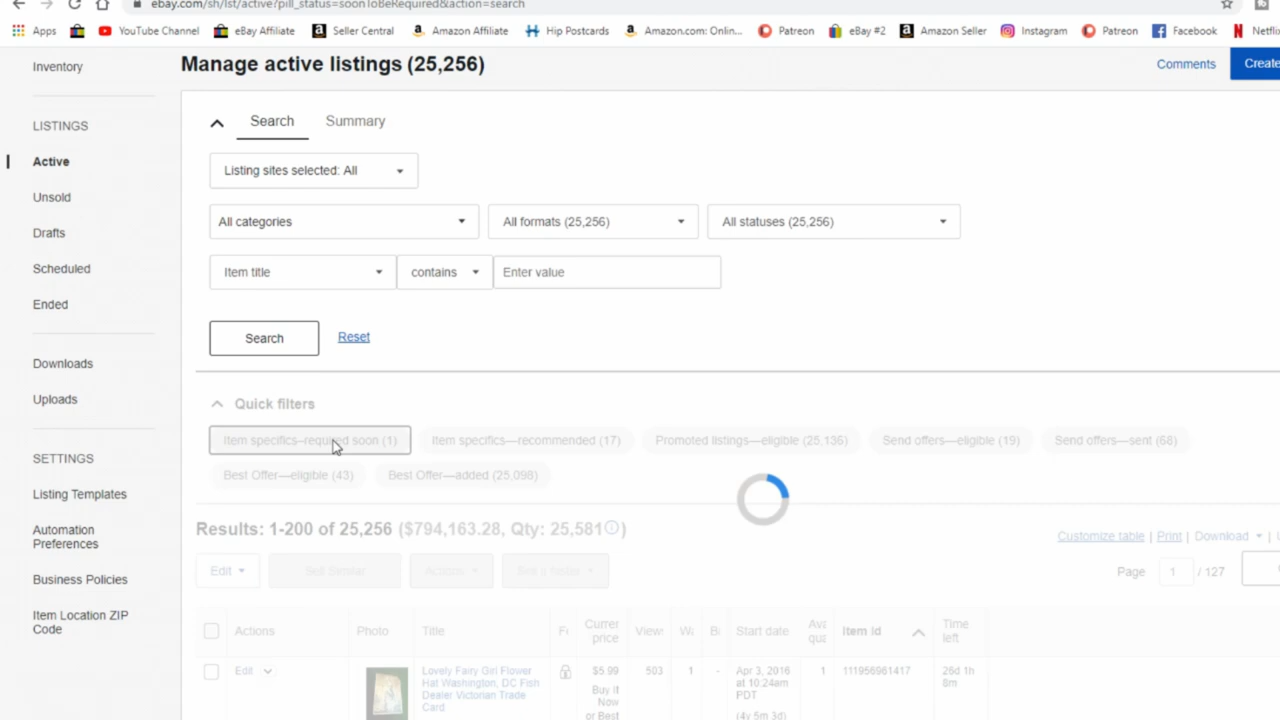 ebay.com/sh/lst/active?pill_status=soonToBeRequired&action=search
Apps YouTube Channel eBay Affiliate Seller Central Amazon Affiliate Hip Postcards Amazon.com: Onlin... Patreon eBay #2 Amazon Seller Instagram Patreon Facebook Netfli
Inventory
Manage active listings (25,256)
Comments
Create
LISTINGS
Active
Unsold
Drafts
Scheduled
Ended
Downloads
Uploads
SETTINGS
Listing Templates
Automation
Preferences
Business Policies
Item Location ZIP
Code
Search Summary
Listing sites selected: All
All categories All formats (25,256) All statuses (25,256)
Item title contains Enter value
Search Reset
Quick filters
Item specifics–required soon (1) Item specifics—recommended (17) Promoted listings—eligible (25,136) Send offers—eligible (19) Send offers—sent (68)
Best Offer—eligible (43) Best Offer—added (25,098)
Results: 1-200 of 25,256 ($794,163.28, Qty: 25,581)
Customize table | Print | Download |
Edit Sell Similar Actions
Page 1 / 127
Actions Photo Title Curren price View Start date Item id Time left
Edit
Lovely Fairy Girl Flower
Hat Washington, DC Fish
Dealer Victorian Trade
Card
$5.99
Buy It
Now
or Best
503 1 -
Apr 3, 2016
at 10:24am
PDT
(4y 5m 3d)
1 111956961417
26d 1h
8m